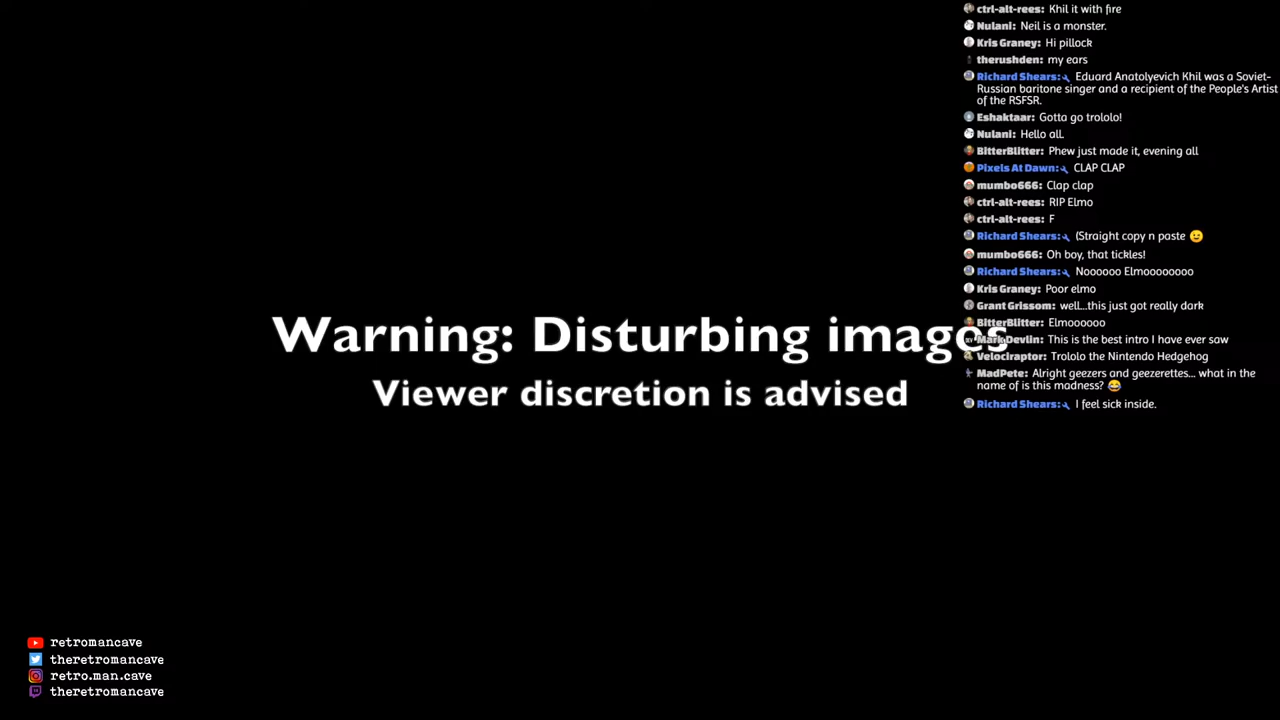 ctrl-alt-rees: Khil it with fire
Nulani: Neil is a monster.
Kris Graney: Hi pillock
therushden: my ears
Richard Shears: Eduard Anatolyevich Khil was a Soviet-
Russian baritone singer and a recipient of the People's Artist
of the RSFSR.
Eshaktaar: Gotta go trololo!
Nulani: Hello all.
BitterBlitter: Phew just made it, evening all
Pixels At Dawn: CLAP CLAP
mumbo666: Clap clap
ctrl-alt-rees: RIP Elmo
ctrl-alt-rees: F
Richard Shears: (Straight copy n paste 😉
mumbo666: Oh boy, that tickles!
Richard Shears: Noooooo Elmooooooooo
Kris Graney: Poor elmo
Grant Grissom: well...this just got really dark
BitterBlitter: Elmooooooo
MarkDevlin: This is the best intro I have ever saw
Velociraptor: Trololo the Nintendo Hedgehog
MadPete: Alright geezers and geezerettes... what in the
name of is this madness? 😂
Richard Shears: I feel sick inside.
Warning: Disturbing images
Viewer discretion is advised
retromancave
theretromancave
retro.man.cave
theretromancave